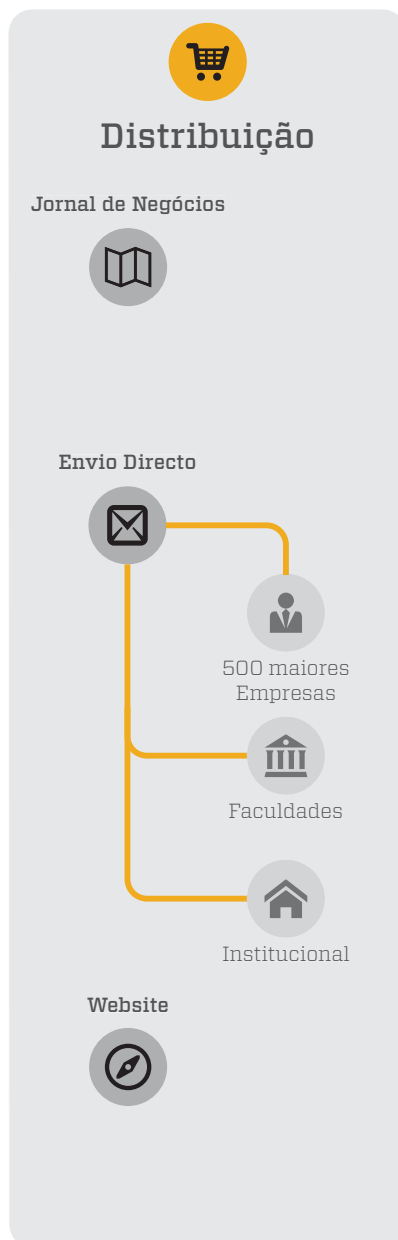 Distribuição
Jornal de Negócios
Envio Directo
500 maiores
Empresas
Faculdades
Institucional
Website